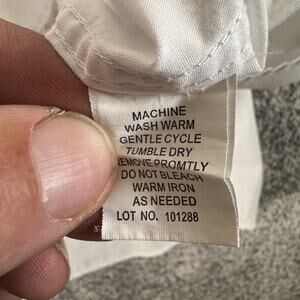 MACHINE
WASH WARM
GENTLE CYCLE
TUMBLE DRY
REMOVE PROMTLY
DO NOT BLEACH
WARM IRON
AS NEEDED
LOT NO. 101288